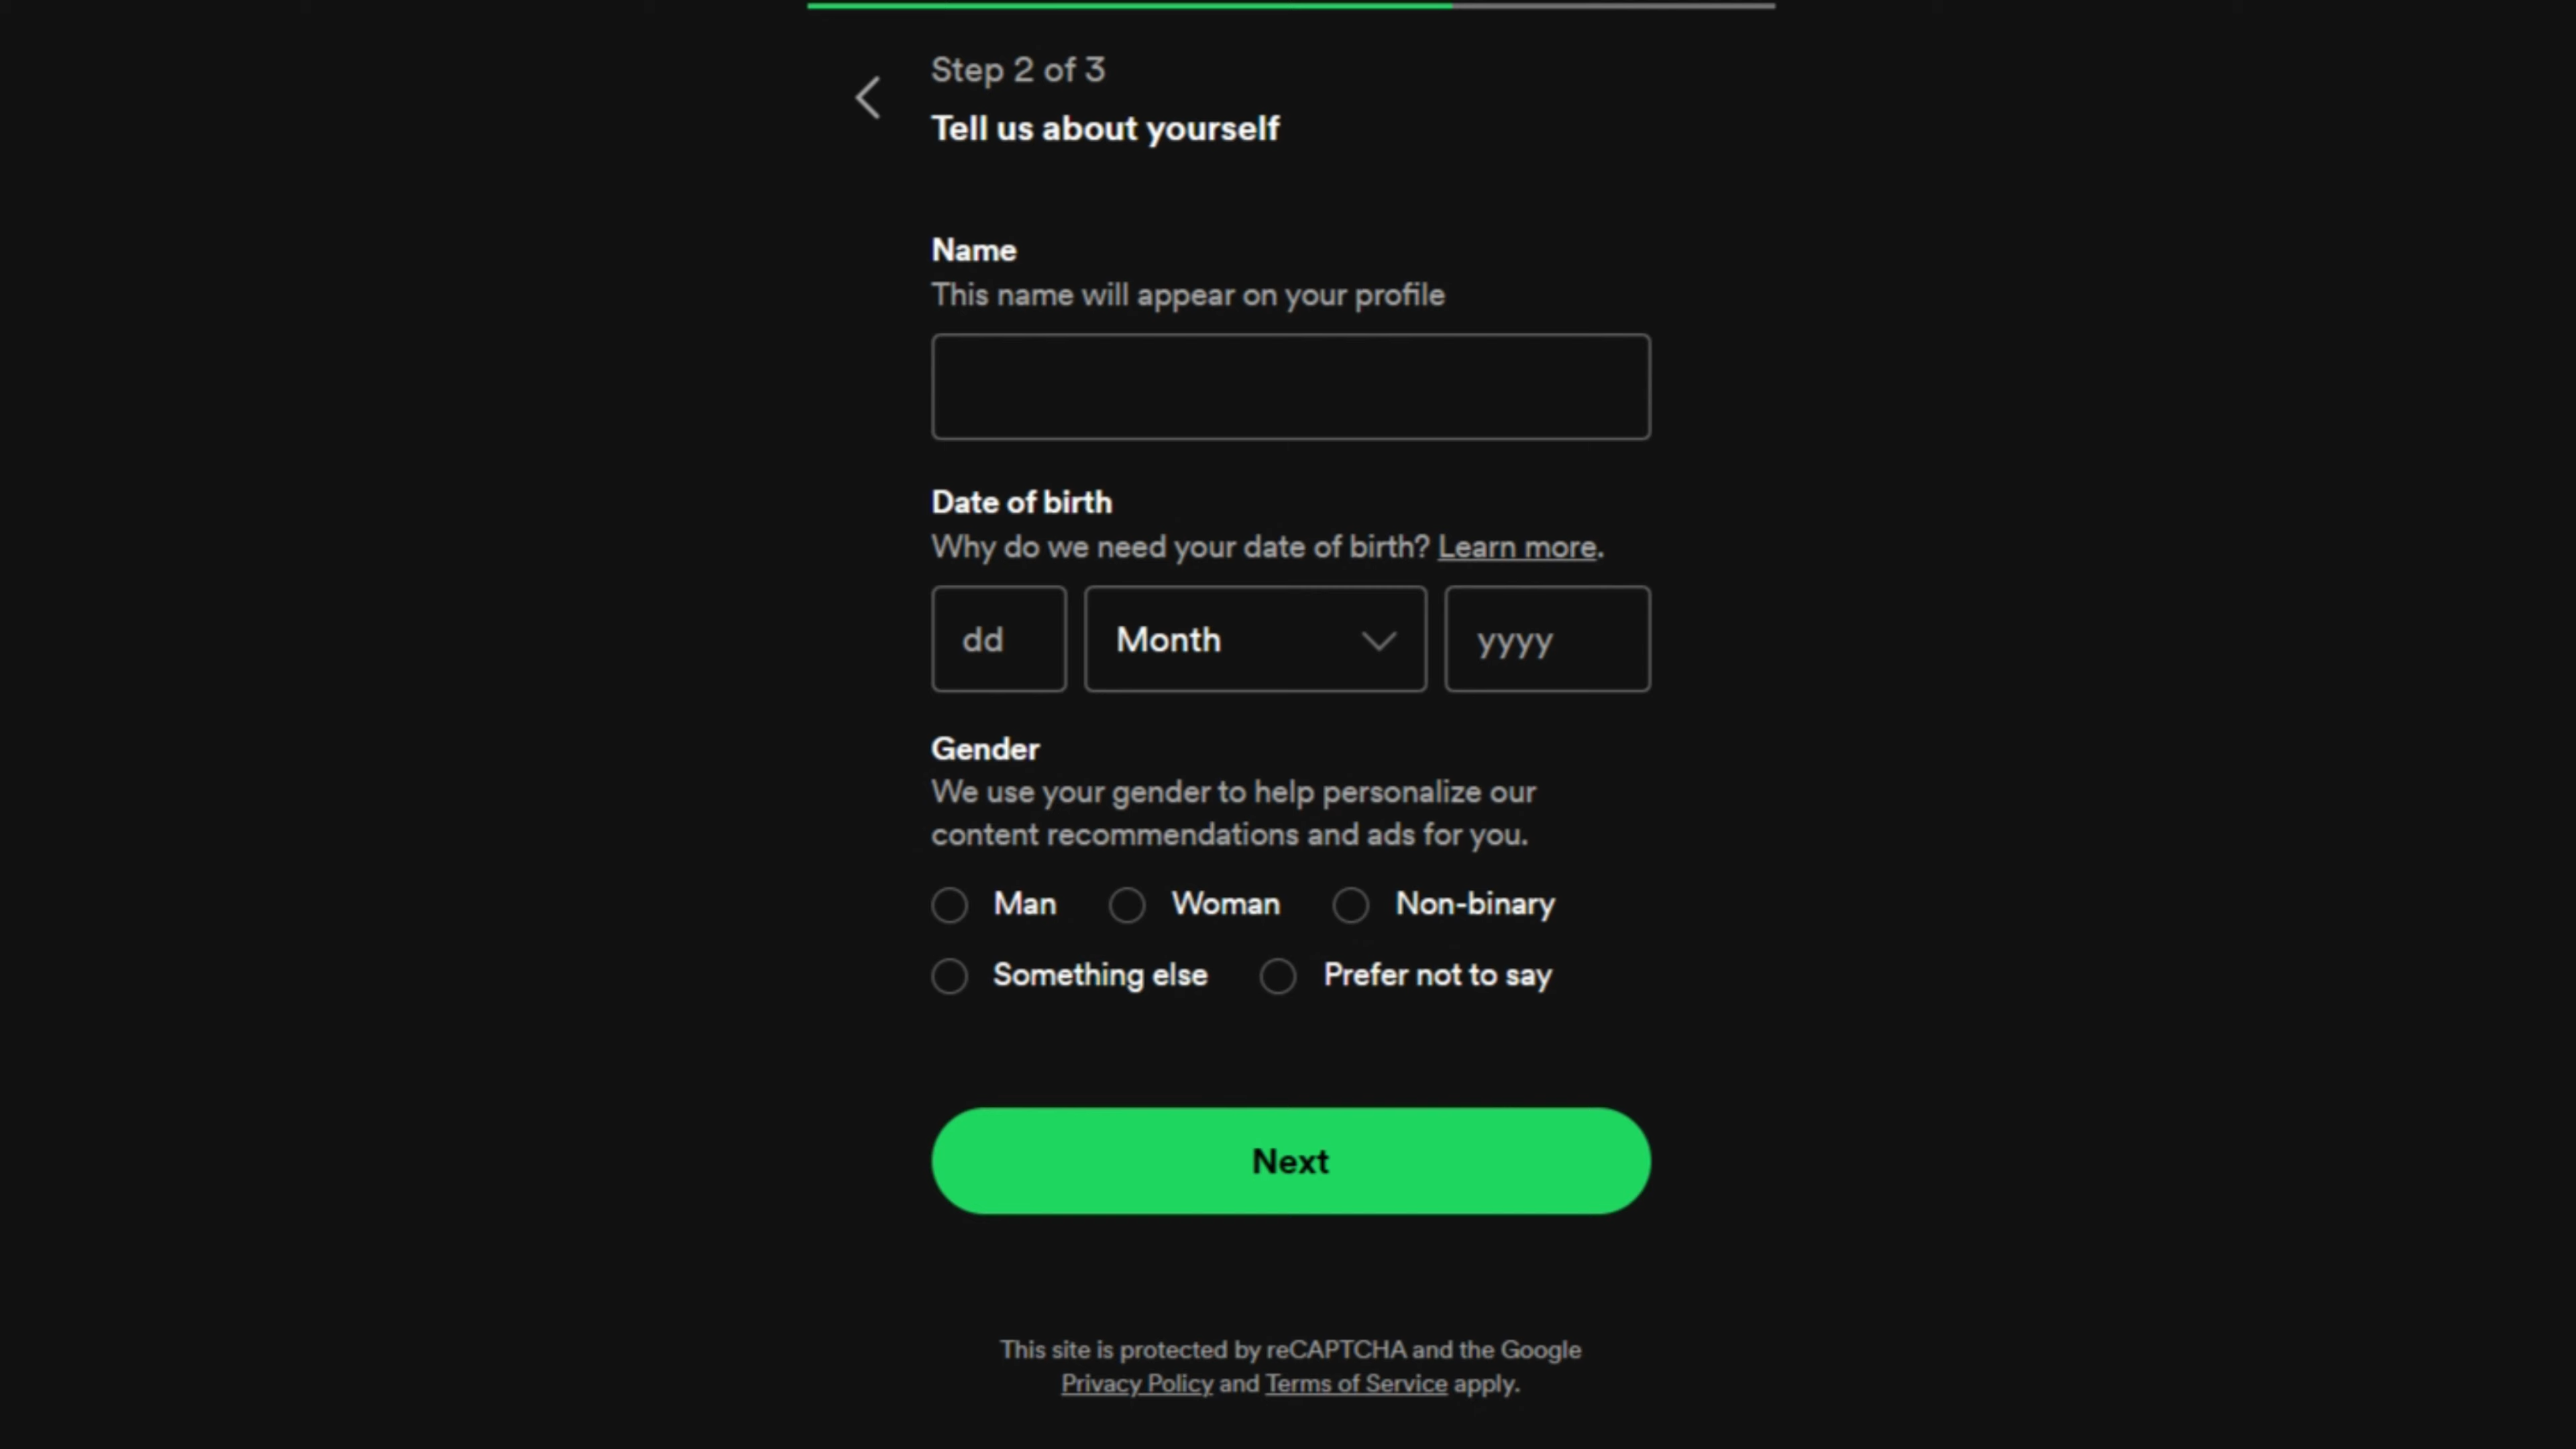 Step 2 of 3
Tell us about yourself
Name
This name will appear on your profile
Date of birth
Why do we need your date of birth? Learn more.
dd Month yyyy
Gender
We use your gender to help personalize our
content recommendations and ads for you.
Man Woman Non-binary
Something else Prefer not to say
Next
This site is protected by reCAPTCHA and the Google
Privacy Policy and Terms of Service apply.